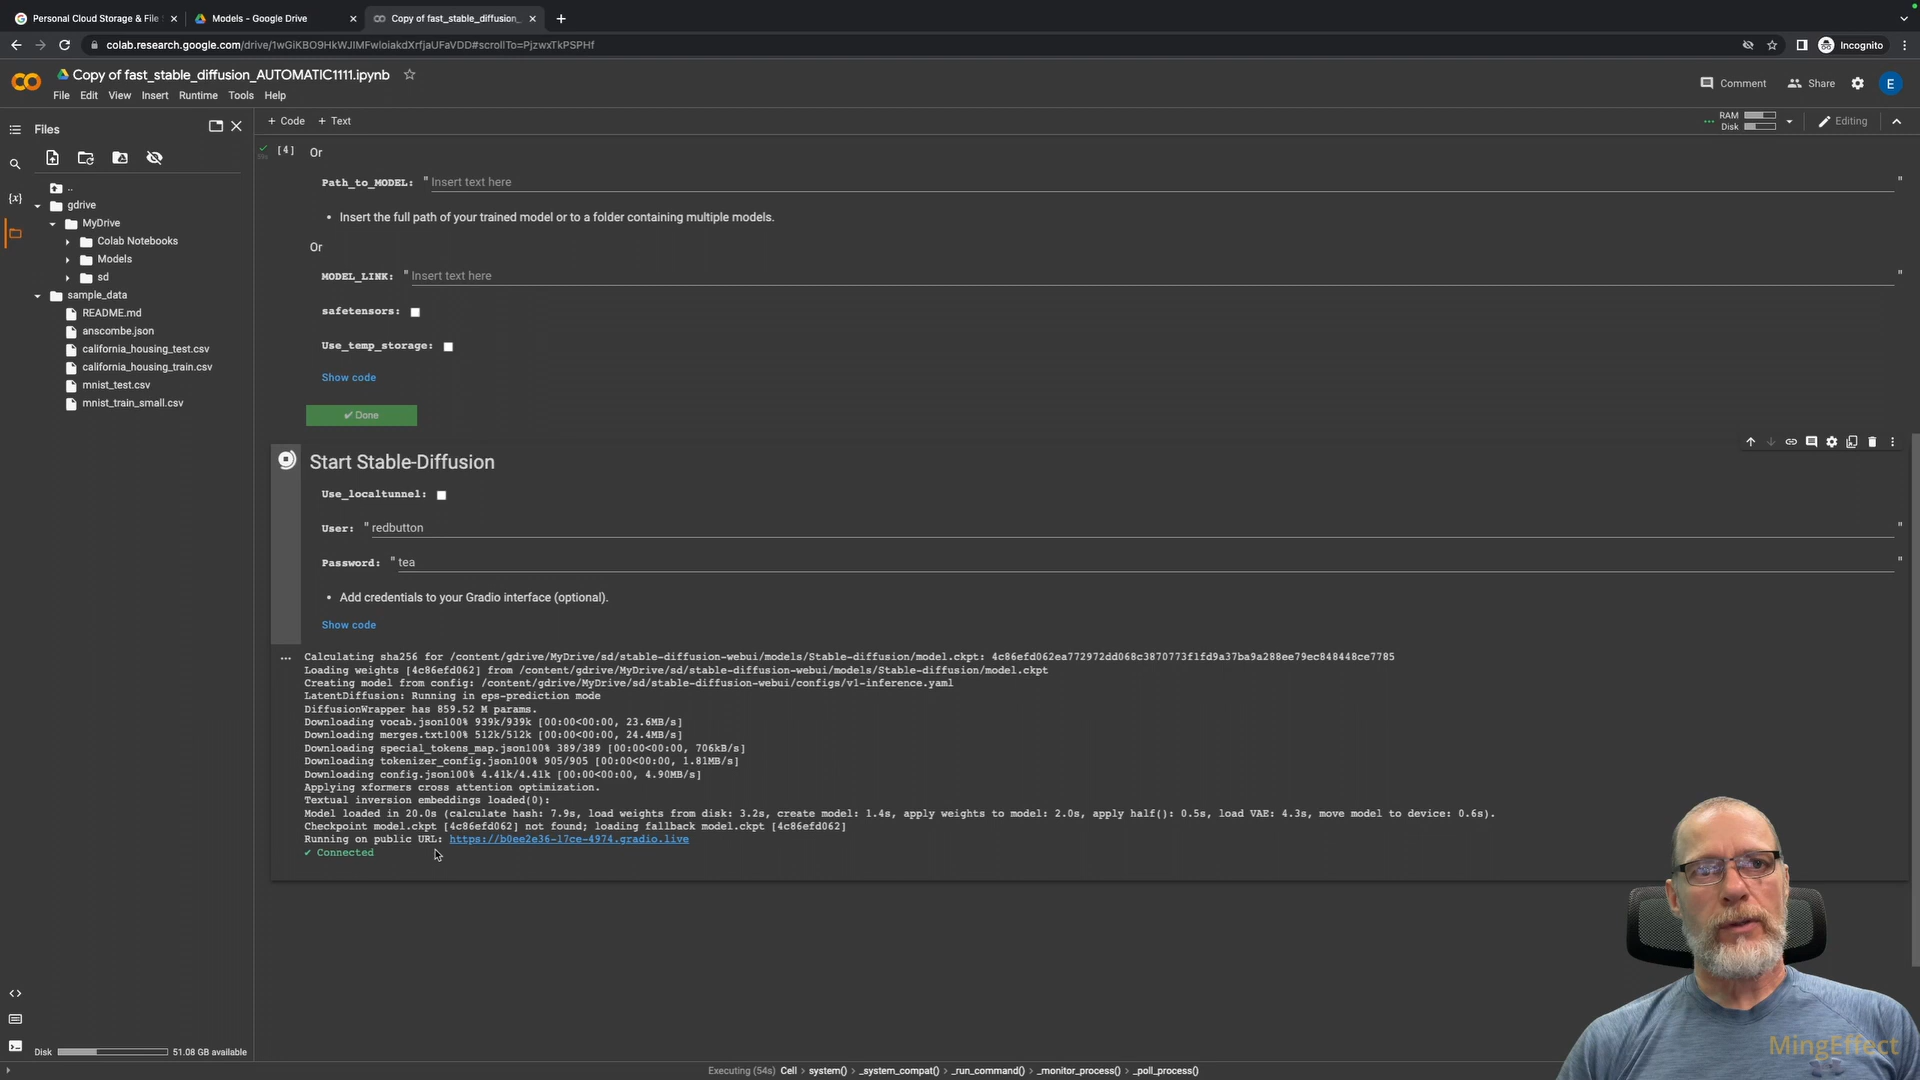 Personal Cloud Storage & File
Models - Google Drive
Copy of fast_stable_diffusion_
colab.research.google.com/drive/1wGiKBO9HkWJlMFwloiakdXrfjaUFaVDD#scrollTo=PjzwxTkPSPHf
Incognito
Copy of fast_stable_diffusion_AUTOMATIC1111.ipynb
Comment
Share
E
File Edit View Insert Runtime Tools Help
Files
+ Code + Text
RAM
Disk
Editing
..
gdrive
MyDrive
Colab Notebooks
Models
sd
sample_data
README.md
anscombe.json
california_housing_test.csv
california_housing_train.csv
mnist_test.csv
mnist_train_small.csv
[4] Or
Path_to_MODEL: " Insert text here "
• Insert the full path of your trained model or to a folder containing multiple models.
Or
MODEL_LINK: " Insert text here "
safetensors:
Use_temp_storage:
Show code
✔ Done
Start Stable-Diffusion
Use_localtunnel:
User: " redbutton "
Password: " tea "
• Add credentials to your Gradio interface (optional).
Show code
Calculating sha256 for /content/gdrive/MyDrive/sd/stable-diffusion-webui/models/Stable-diffusion/model.ckpt: 4c86efd062ea772972dd068c3870773f1fd9a37ba9a288ee79ec848448ce7785
Loading weights [4c86efd062] from /content/gdrive/MyDrive/sd/stable-diffusion-webui/models/Stable-diffusion/model.ckpt
Creating model from config: /content/gdrive/MyDrive/sd/stable-diffusion-webui/configs/v1-inference.yaml
LatentDiffusion: Running in eps-prediction mode
DiffusionWrapper has 859.52 M params.
Downloading vocab.json100% 939k/939k [00:00<00:00, 23.6MB/s]
Downloading merges.txt100% 512k/512k [00:00<00:00, 24.4MB/s]
Downloading special_tokens_map.json100% 389/389 [00:00<00:00, 706kB/s]
Downloading tokenizer_config.json100% 905/905 [00:00<00:00, 1.81MB/s]
Downloading config.json100% 4.41k/4.41k [00:00<00:00, 4.90MB/s]
Applying xformers cross attention optimization.
Textual inversion embeddings loaded(0):
Model loaded in 20.0s (calculate hash: 7.9s, load weights from disk: 3.2s, create model: 1.4s, apply weights to model: 2.0s, apply half(): 0.5s, load VAE: 4.3s, move model to device: 0.6s).
Checkpoint model.ckpt [4c86efd062] not found; loading fallback model.ckpt [4c86efd062]
Running on public URL: https://b0ee2e36-17ce-4974.gradio.live
✔ Connected
Disk 51.08 GB available
Executing (54s) Cell > system() > _system_compat() > _run_command() > _monitor_process() > _poll_process()
MingEffect